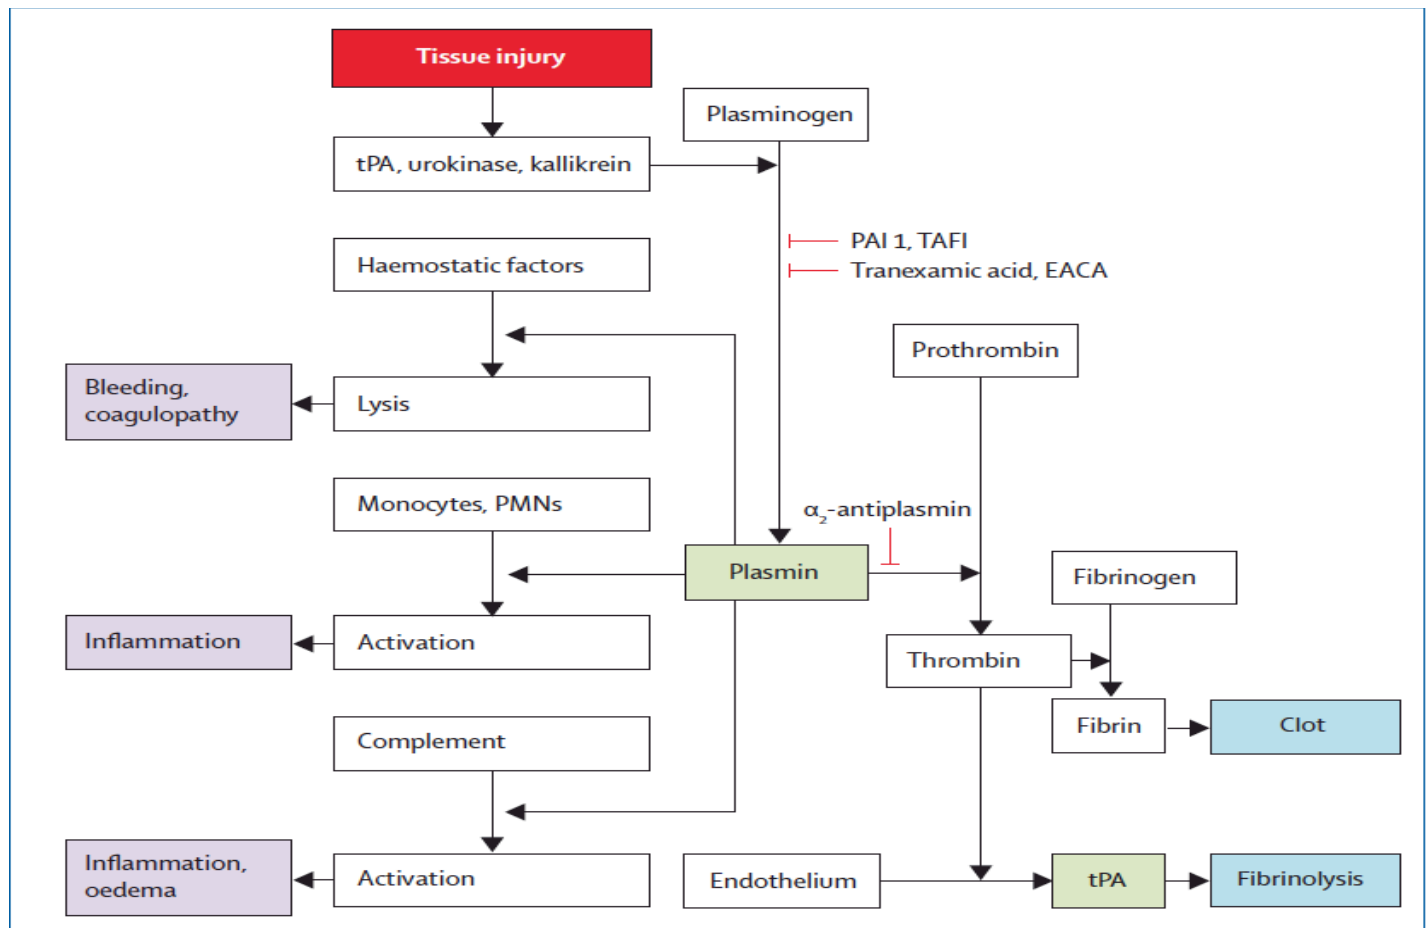 Tissue injury
Plasminogen
tPA, urokinase, kallikrein
PAI 1, TAFI
Haemostatic factors
Tranexamic acid, EACA
Prothrombin
Bleeding,
coagulopathy
Lysis
Monocytes, PMNs
α₂-antiplasmin
Plasmin
Fibrinogen
Inflammation
Activation
Thrombin
Fibrin
Clot
Complement
Inflammation,
oedema
Activation
Endothelium
tPA
Fibrinolysis